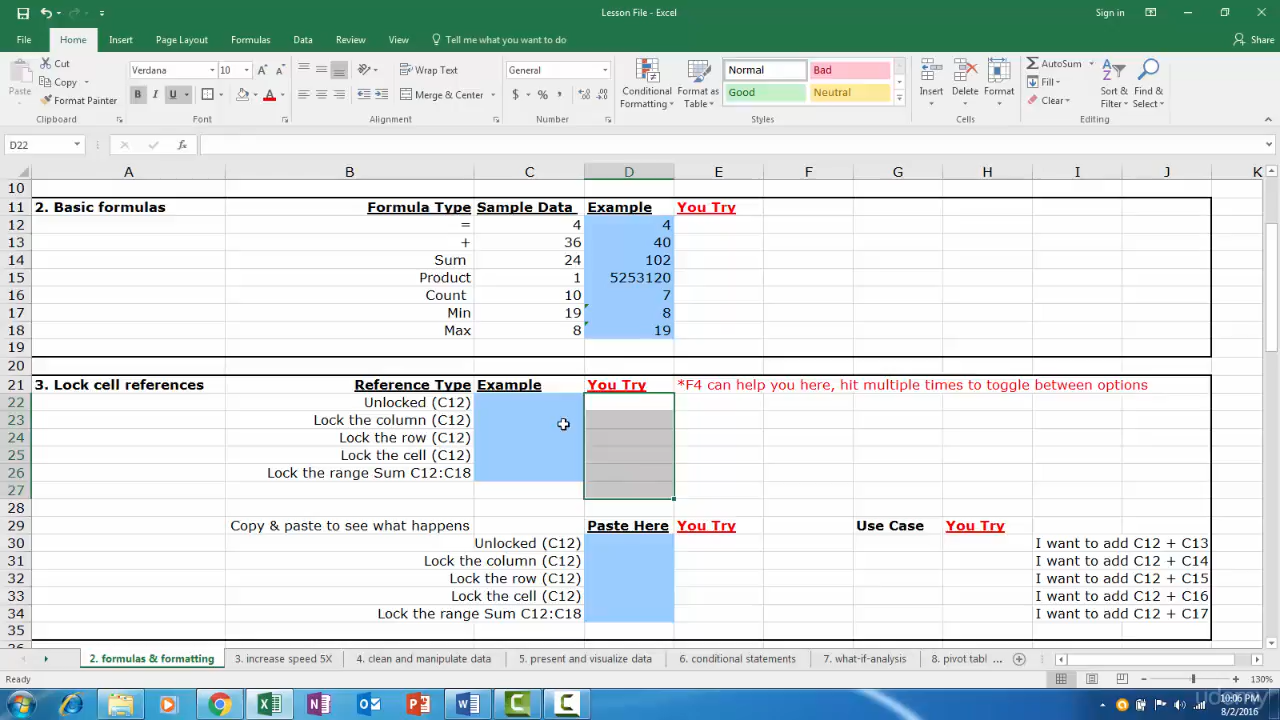 Lesson File - Excel
Sign in
File Home Insert Page Layout Formulas Data Review View Tell me what you want to do Share
Paste Cut Copy Format Painter Clipboard
Verdana 10 B I U A Font
Wrap Text Merge & Center Alignment
General $ % , Number
Conditional Formatting Format as Table Normal Bad Good Neutral Styles
Insert Delete Format Cells
AutoSum Fill Clear Sort & Filter Find & Select Editing
D22 fx
A B C D E F G H I J K
10
11 2. Basic formulas Formula Type Sample Data Example You Try
12 = 4 4
13 + 36 40
14 Sum 24 102
15 Product 1 5253120
16 Count 10 7
17 Min 19 8
18 Max 8 19
19
20
21 3. Lock cell references Reference Type Example You Try *F4 can help you here, hit multiple times to toggle between options
22 Unlocked (C12)
23 Lock the column (C12)
24 Lock the row (C12)
25 Lock the cell (C12)
26 Lock the range Sum C12:C18
27
28
29 Copy & paste to see what happens Paste Here You Try Use Case You Try
30 Unlocked (C12) I want to add C12 + C13
31 Lock the column (C12) I want to add C12 + C14
32 Lock the row (C12) I want to add C12 + C15
33 Lock the cell (C12) I want to add C12 + C16
34 Lock the range Sum C12:C18 I want to add C12 + C17
35
2. formulas & formatting 3. increase speed 5X 4. clean and manipulate data 5. present and visualize data 6. conditional statements 7. what-if-analysis 8. pivot tabl ...
Ready 130%
udemy
10:06 PM
8/2/2016